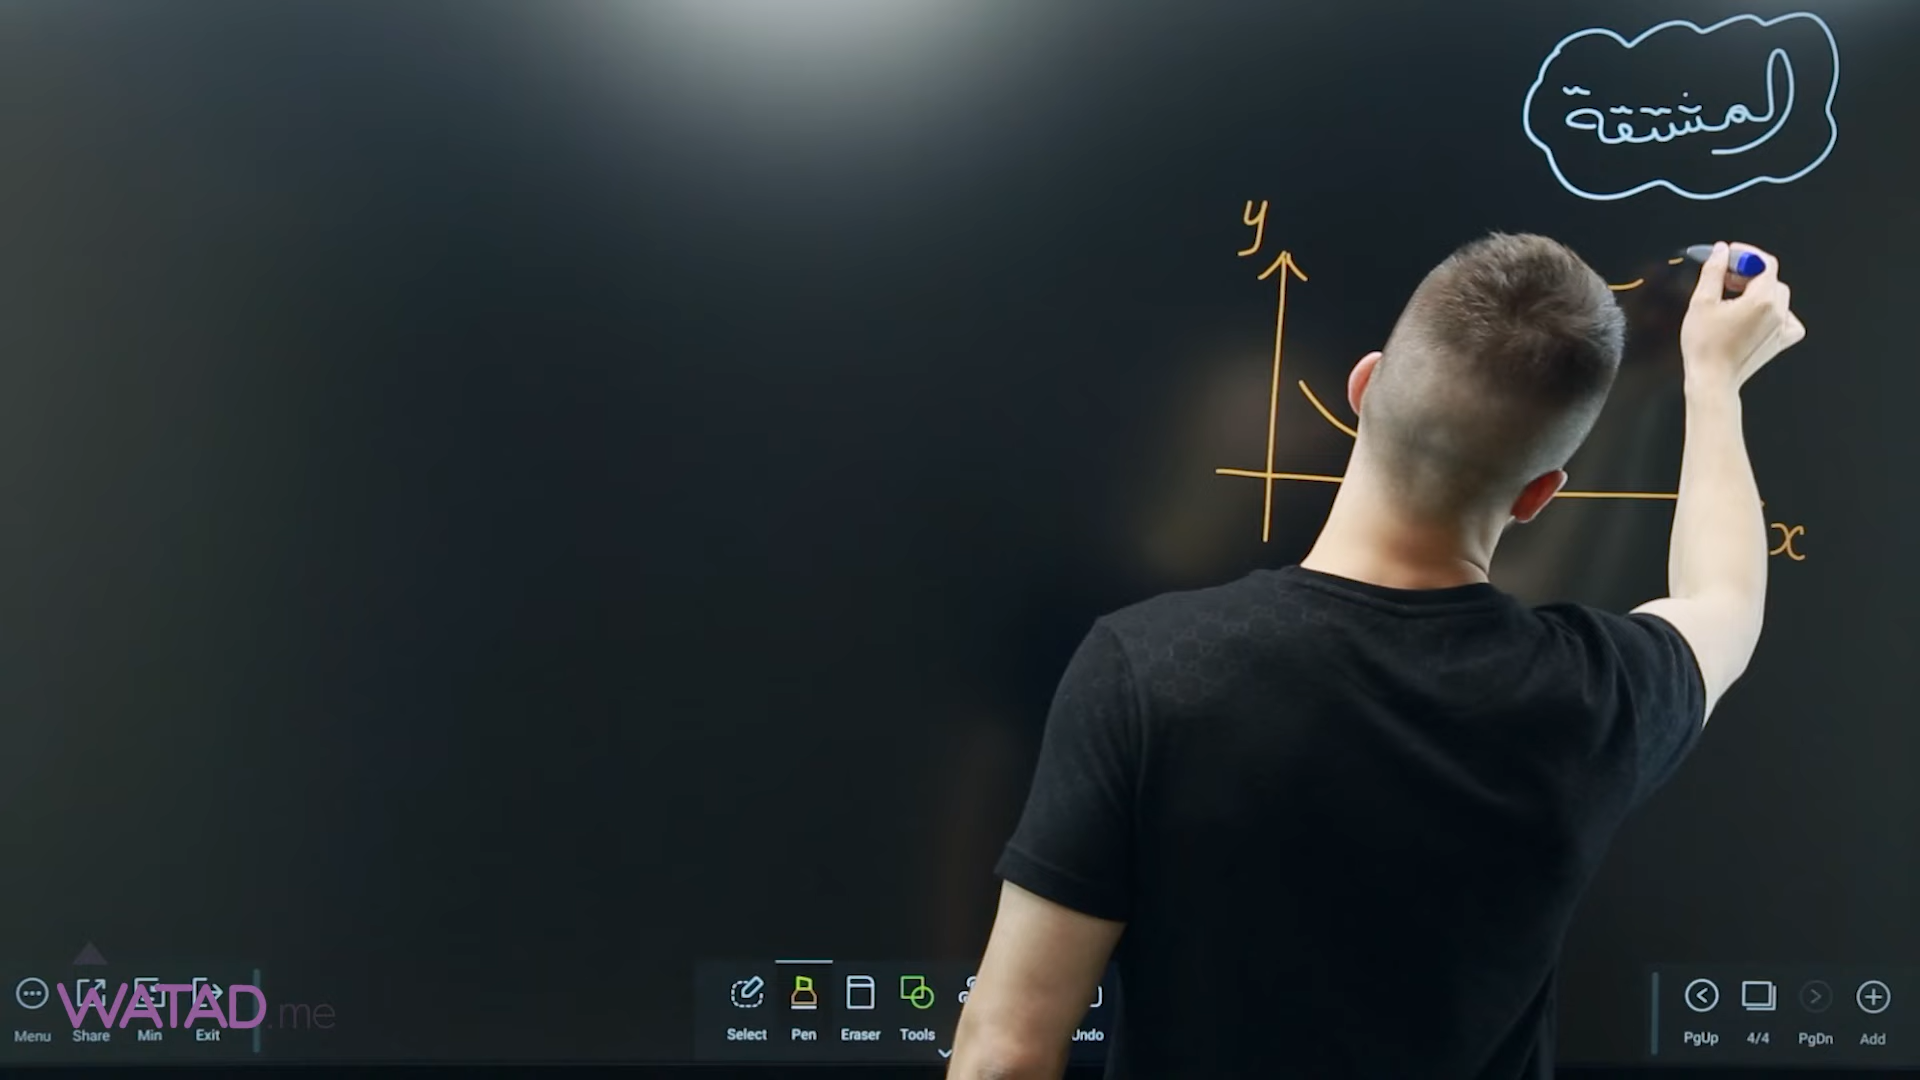 المشتقة
y
x
WATAD.me
Menu
Share
Min
Exit
Select
Pen
Eraser
Tools
Undo
PgUp
4/4
PgDn
Add